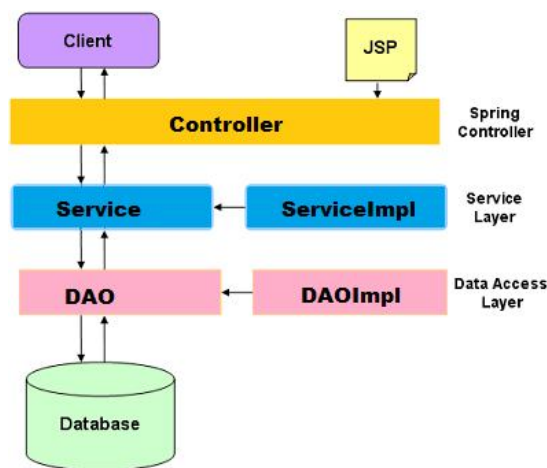 Client
JSP
Controller
Spring
Controller
Service
ServiceImpl
Service
Layer
DAO
DAOImpl
Data Access
Layer
Database